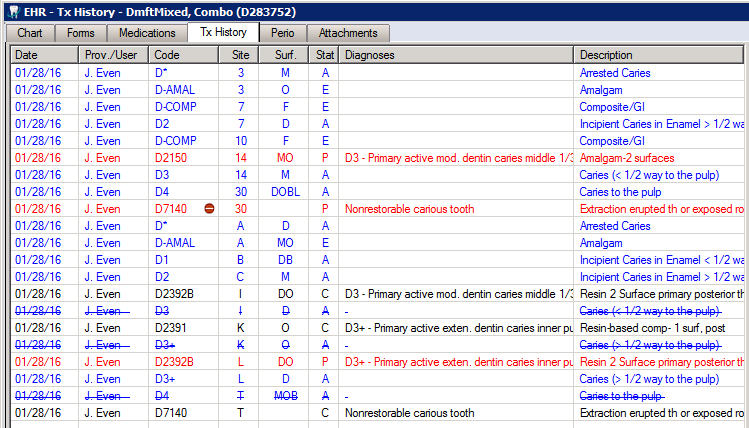 EHR - Tx History - DmftMixed, Combo (D283752)
Chart Forms Medications Tx History Perio Attachments
Date Prov./User Code Site Surf. Stat Diagnoses Description
01/28/16 J. Even D* 3 M A Arrested Caries
01/28/16 J. Even D-AMAL 3 O E Amalgam
01/28/16 J. Even D-COMP 7 F E Composite/GI
01/28/16 J. Even D2 7 D A Incipient Caries in Enamel > 1/2 wa
01/28/16 J. Even D-COMP 10 F E Composite/GI
01/28/16 J. Even D2150 14 MO P D3 - Primary active mod. dentin caries middle 1/3 Amalgam-2 surfaces
01/28/16 J. Even D3 14 M A Caries (< 1/2 way to the pulp)
01/28/16 J. Even D4 30 DOBL A Caries to the pulp
01/28/16 J. Even D7140 30 P Nonrestorable carious tooth Extraction erupted th or exposed ro
01/28/16 J. Even D* A D A Arrested Caries
01/28/16 J. Even D-AMAL A MO E Amalgam
01/28/16 J. Even D1 B DB A Incipient Caries in Enamel < 1/2 wa
01/28/16 J. Even D2 C M A Incipient Caries in Enamel > 1/2 wa
01/28/16 J. Even D2392B I DO C D3 - Primary active mod. dentin caries middle 1/3 Resin 2 Surface primary posterior th
01/28/16 J. Even D3 I D A - Caries (< 1/2 way to the pulp)
01/28/16 J. Even D2391 K O C D3+ - Primary active exten. dentin caries inner pu Resin-based comp- 1 surf, post
01/28/16 J. Even D3+ K O A - Caries (> 1/2 way to the pulp)
01/28/16 J. Even D2392B L DO P D3+ - Primary active exten. dentin caries inner pu Resin 2 Surface primary posterior th
01/28/16 J. Even D3+ L D A Caries (> 1/2 way to the pulp)
01/28/16 J. Even D4 T MOB A - Caries to the pulp
01/28/16 J. Even D7140 T C Nonrestorable carious tooth Extraction erupted th or exposed ro